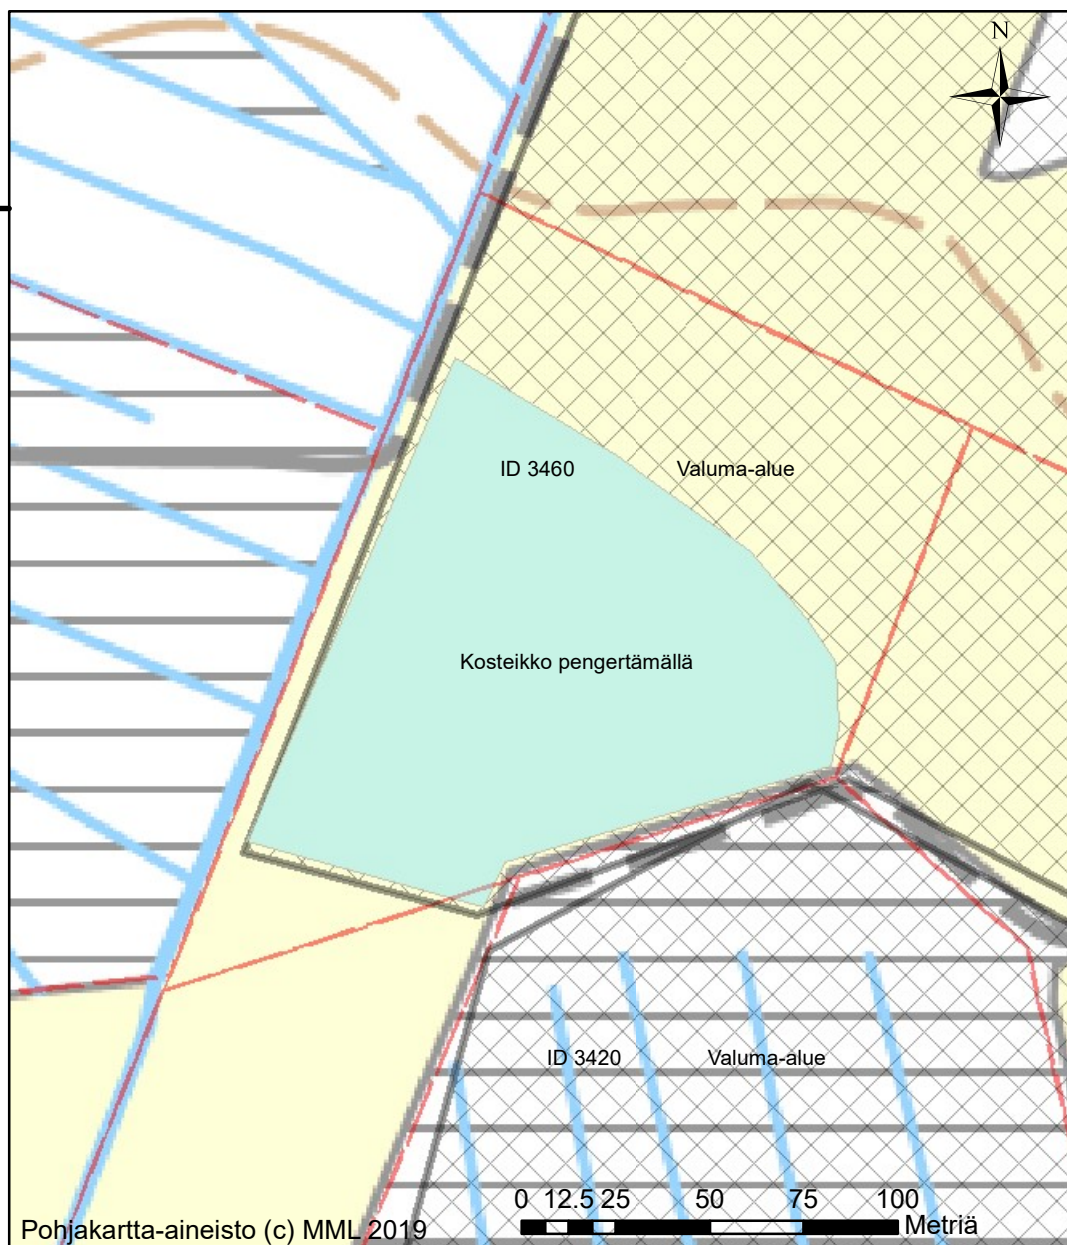 N
ID 3460
Valuma-alue
Kosteikko pengertämällä
ID 3420
Valuma-alue
0 12.5 25 50 75 100
Metriä
Pohjakartta-aineisto (c) MML 2019